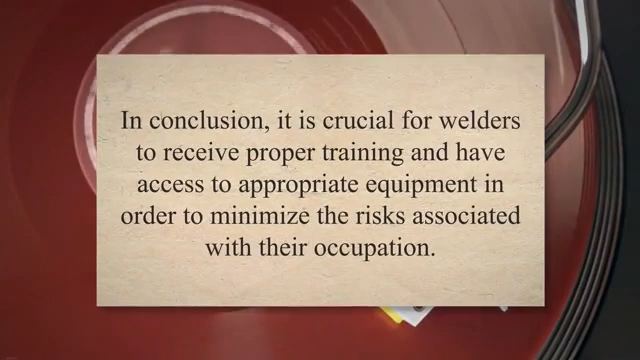 In conclusion, it is crucial for welders
to receive proper training and have
access to appropriate equipment in
order to minimize the risks associated
with their occupation.